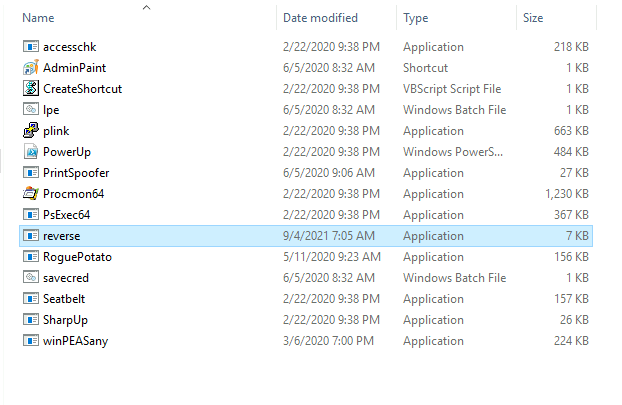 Name Date modified Type Size
accesschk 2/22/2020 9:38 PM Application 218 KB
AdminPaint 6/5/2020 8:32 AM Shortcut 1 KB
CreateShortcut 2/22/2020 9:38 PM VBScript Script File 1 KB
lpe 6/5/2020 8:32 AM Windows Batch File 1 KB
plink 2/22/2020 9:38 PM Application 663 KB
PowerUp 2/22/2020 9:38 PM Windows PowerS... 484 KB
PrintSpoofer 6/5/2020 9:06 AM Application 27 KB
Procmon64 2/22/2020 9:38 PM Application 1,230 KB
PsExec64 2/22/2020 9:38 PM Application 367 KB
reverse 9/4/2021 7:05 AM Application 7 KB
RoguePotato 5/11/2020 9:23 AM Application 156 KB
savecred 6/5/2020 8:32 AM Windows Batch File 1 KB
Seatbelt 2/22/2020 9:38 PM Application 157 KB
SharpUp 2/22/2020 9:38 PM Application 26 KB
winPEASany 3/6/2020 7:00 PM Application 224 KB